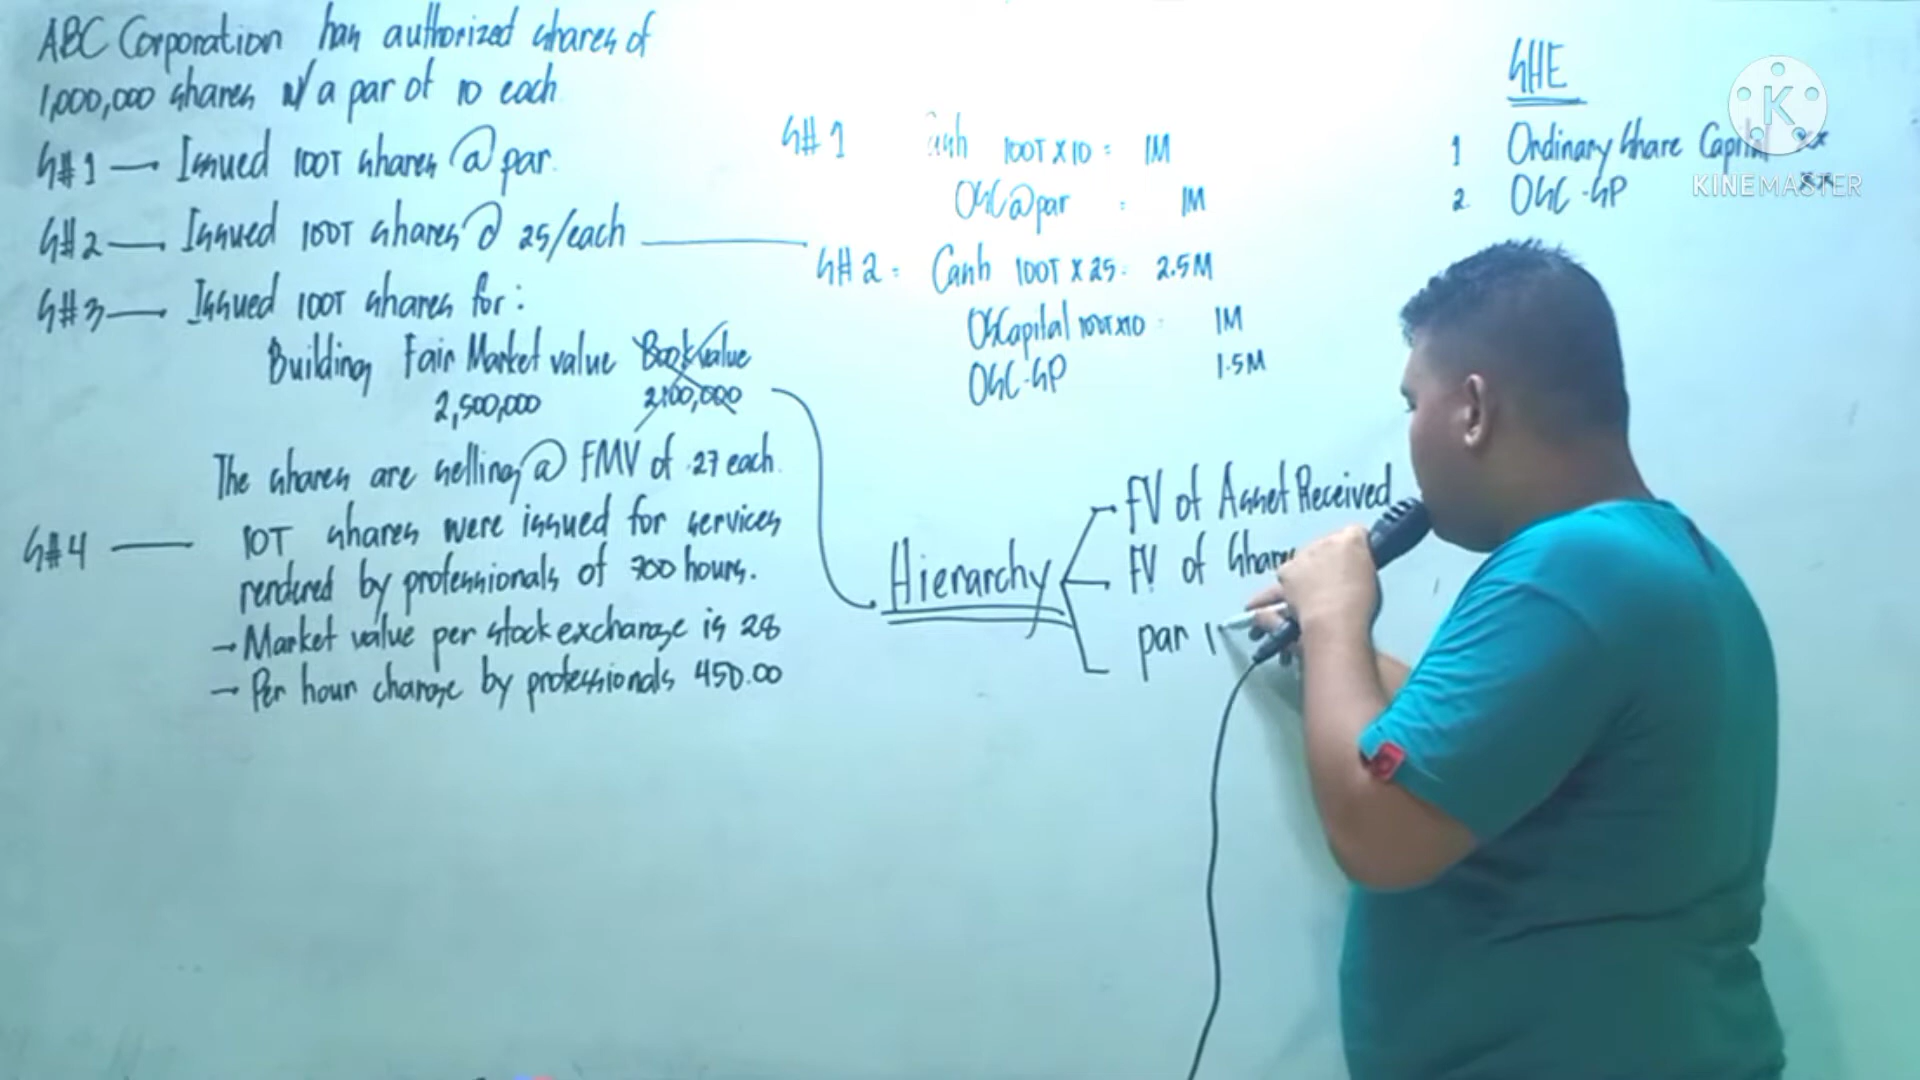 ABC Corporation has authorized shares of
1,000,000 shares w/ a par of 10 each
S#1 — Issued 100T shares @ par.
S#2 — Issued 100T shares @ 25/each
S#3 — Issued 100T shares for:
Building Fair Market value Book value
2,500,000 2,100,000
The shares are selling @ FMV of 27 each.
S#4 — 10T shares were issued for services
rendered by professionals of 700 hours.
→ Market value per stock exchange is 28
→ Per hour charge by professionals 450.00
S#1 Cash 100T x 10 = 1M
OSC@par : 1M
S#2 = Cash 100T x 25 = 2.5M
OSCapital 100T x10 1M
OSC-SP 1.5M
Hierarchy
FV of Asset Received
FV of
par
SHE
1 Ordinary Share Capital xx
2. OSC-SP xx
K
KINEMASTER